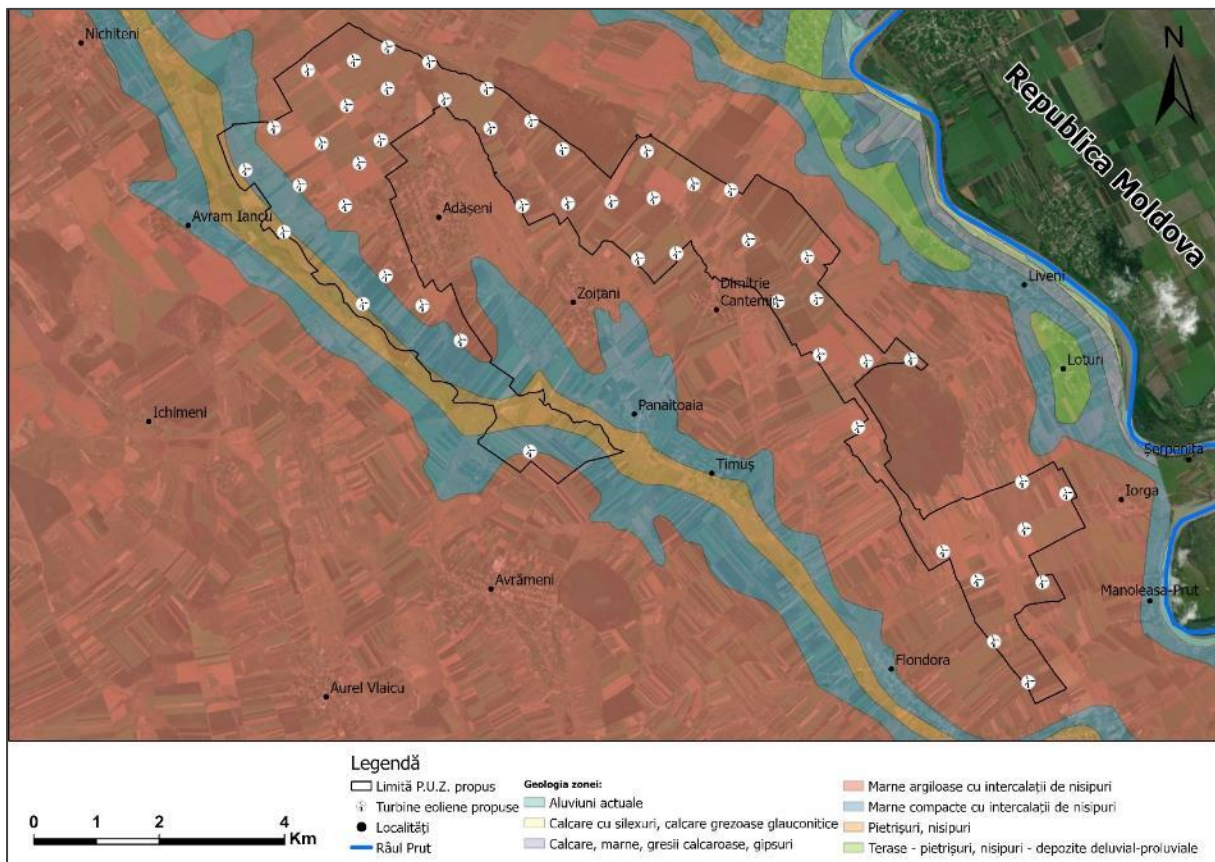 Nichiteni
N
Republica Moldova
Avram Iancu
Adășeni
Liveni
Zoițani
Dimitrie
Cantemir
Loturi
Ichimeni
Panaitoaia
Timuș
Șerpenița
Iorga
Avrămeni
Manoleasa-Prut
Flondora
Aurel Vlaicu
Legendă
Limită P.U.Z. propus
Turbine eoliene propuse
Localități
Râul Prut
Geologia zonei:
Aluviuni actuale
Calcare cu silexuri, calcare grezoase glauconitice
Calcare, marne, gresii calcaroase, gipsuri
Marne argiloase cu intercalații de nisipuri
Marne compacte cu intercalații de nisipuri
Pietrișuri, nisipuri
Terase - pietrișuri, nisipuri - depozite deluvial-proluviale
0 1 2 4
Km